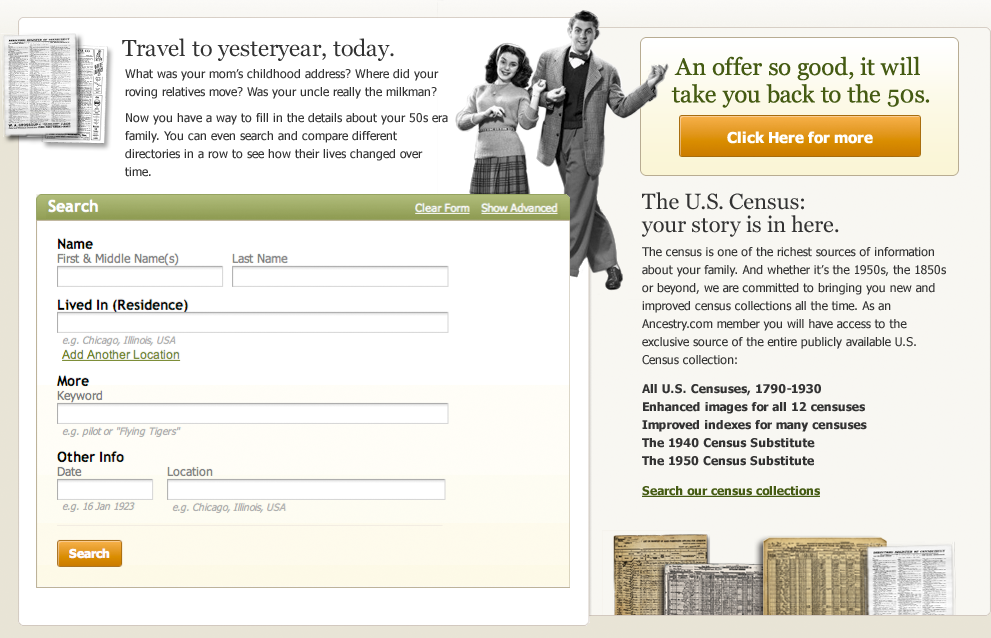 Travel to yesteryear, today.
What was your mom's childhood address? Where did your
roving relatives move? Was your uncle really the milkman?
Now you have a way to fill in the details about your 50s era
family. You can even search and compare different
directories in a row to see how their lives changed over
time.
Search
Clear Form
Show Advanced
Name
First & Middle Name(s)
Last Name
Lived In (Residence)
e.g. Chicago, Illinois, USA
Add Another Location
More
Keyword
e.g. pilot or "Flying Tigers"
Other Info
Date
Location
e.g. 16 Jan 1923
e.g. Chicago, Illinois, USA
Search
An offer so good, it will
take you back to the 50s.
Click Here for more
The U.S. Census:
your story is in here.
The census is one of the richest sources of information
about your family. And whether it's the 1950s, the 1850s
or beyond, we are committed to bringing you new and
improved census collections all the time. As an
Ancestry.com member you will have access to the
exclusive source of the entire publicly available U.S.
Census collection:
All U.S. Censuses, 1790-1930
Enhanced images for all 12 censuses
Improved indexes for many censuses
The 1940 Census Substitute
The 1950 Census Substitute
Search our census collections